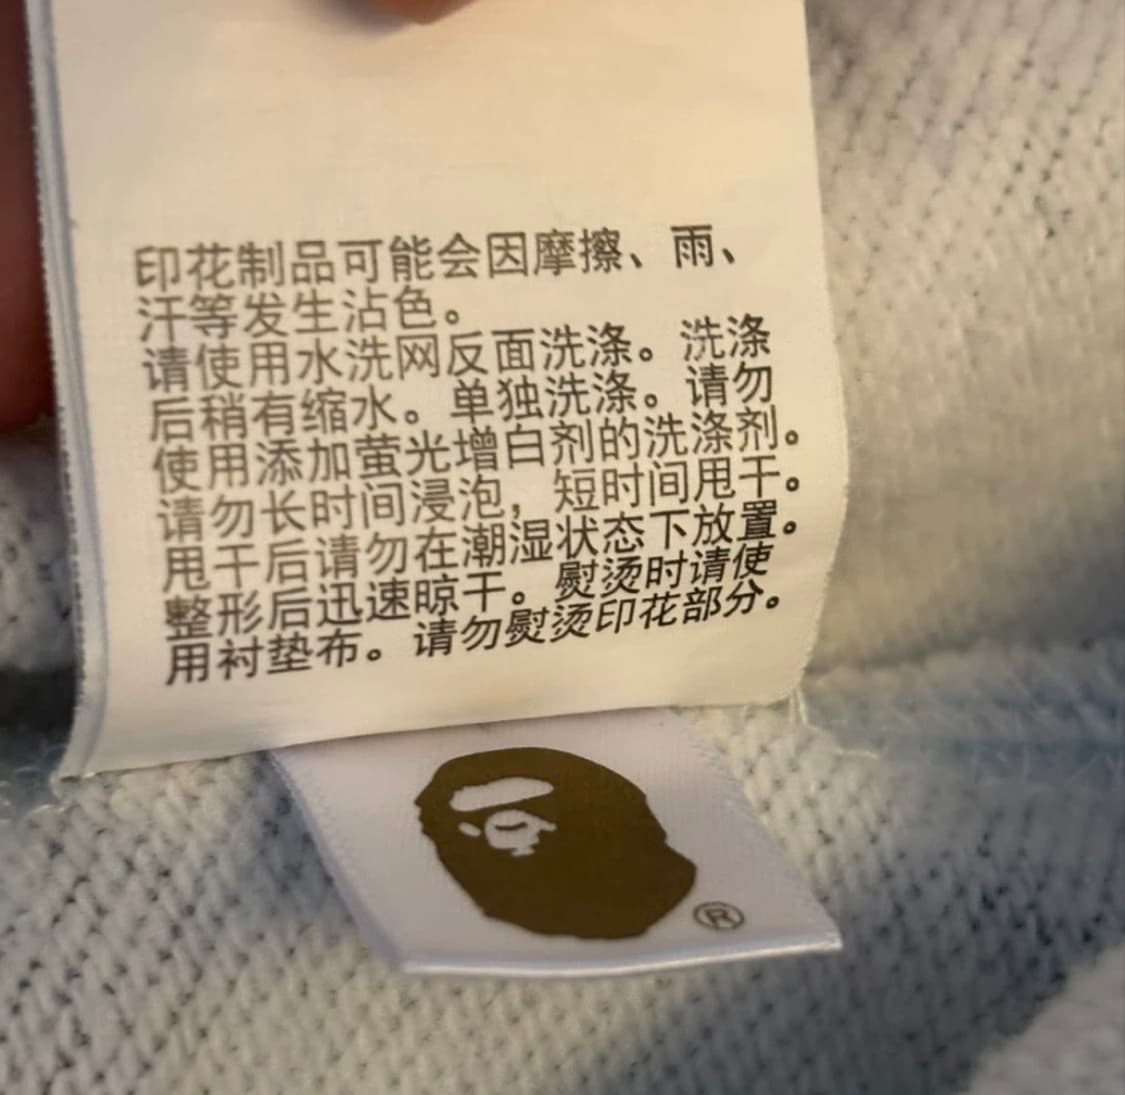 印花制品可能会因摩擦、雨、
汗等发生沾色。
请使用水洗网反面洗涤。洗涤
后稍有缩水。单独洗涤。请勿
使用添加萤光增白剂的洗涤剂。
请勿长时间浸泡，短时间甩干。
甩干后请勿在潮湿状态下放置。
整形后迅速晾干。熨烫时请使
用衬垫布。请勿熨烫印花部分。
®